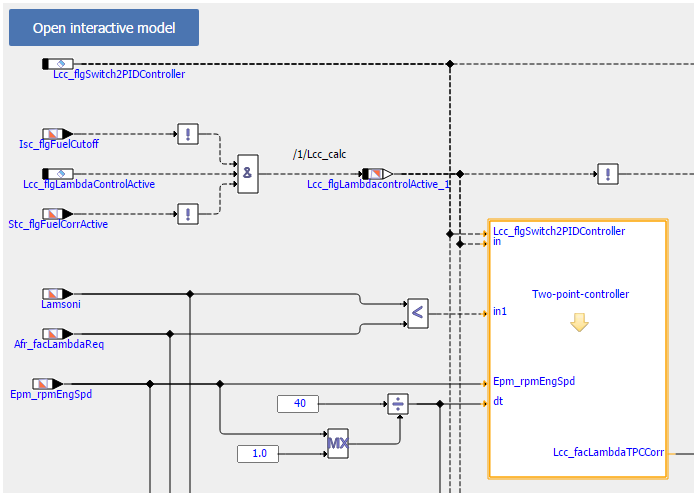 Open interactive model
Lcc_flgSwitch2PIDController
Isc_flgFuelCutoff
!
/1/Lcc_calc
&
Lcc_flgLambdaControlActive
Lcc_flgLambdacontrolActive_1
!
Stc_flgFuelCorrActive
!
Lcc_flgSwitch2PIDController
in
Two-point-controller
Lamsoni
in1
<
Afr_facLambdaReq
Epm_rpmEngSpd
Epm_rpmEngSpd
40
÷
dt
MX
1.0
Lcc_facLambdaTPCCorr